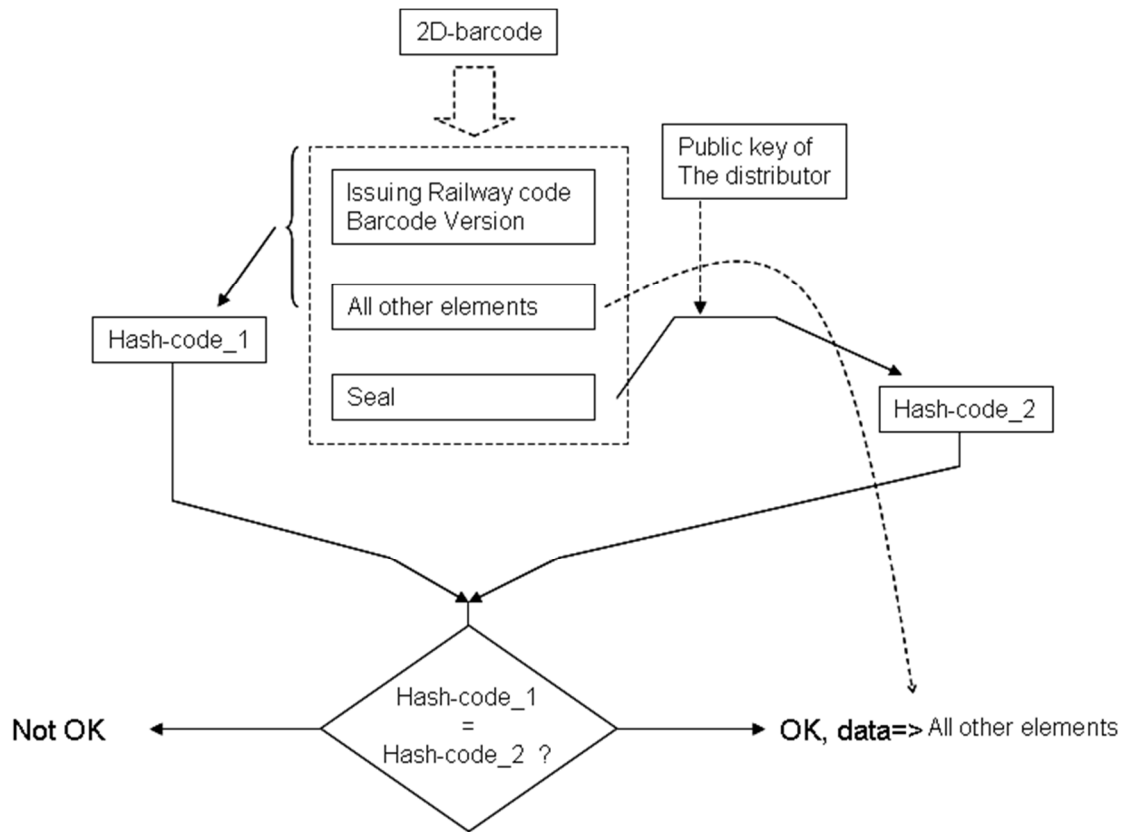 2D-barcode
Public key of
The distributor
Issuing Railway code
Barcode Version
All other elements
Hash-code_1
Seal
Hash-code_2
Hash-code_1
=
Hash-code_2 ?
Not OK
OK, data=> All other elements